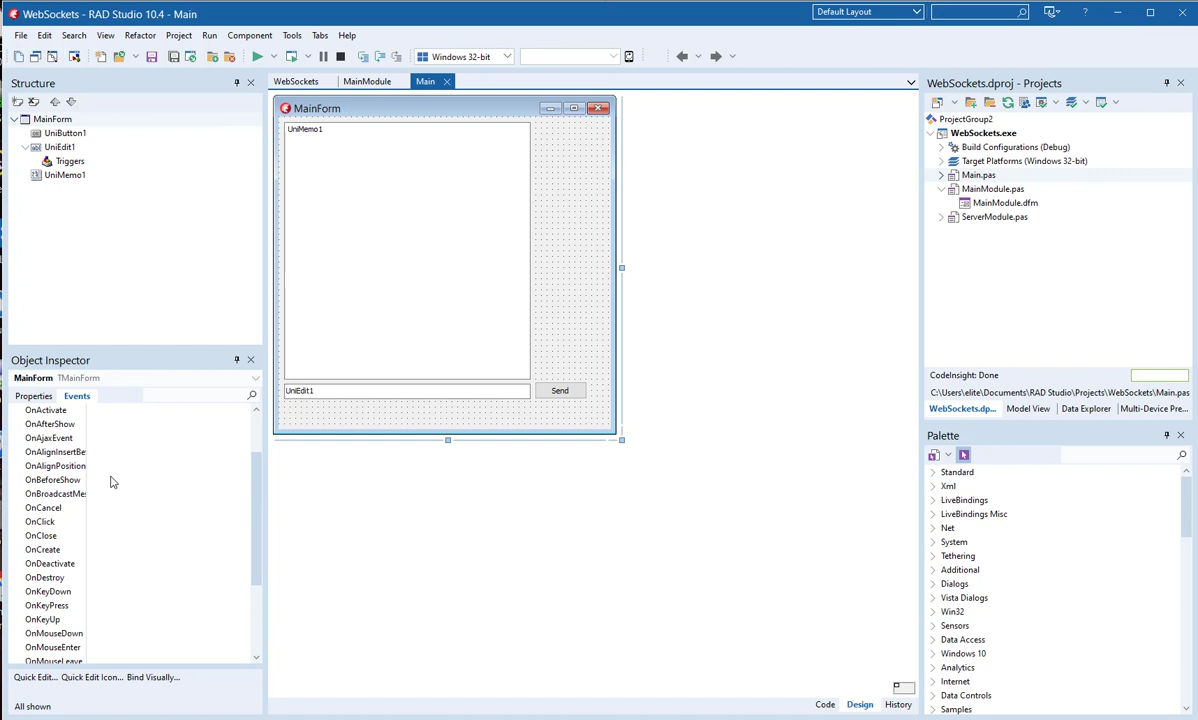 WebSockets - RAD Studio 10.4 - Main
Default Layout
?
File Edit Search View Refactor Project Run Component Tools Tabs Help
Windows 32-bit
Structure
MainForm
UniButton1
UniEdit1
Triggers
UniMemo1
Object Inspector
MainForm TMainForm
Properties Events
OnActivate
OnAfterShow
OnAjaxEvent
OnAlignInsertBe
OnAlignPosition
OnBeforeShow
OnBroadcastMes
OnCancel
OnClick
OnClose
OnCreate
OnDeactivate
OnDestroy
OnKeyDown
OnKeyPress
OnKeyUp
OnMouseDown
OnMouseEnter
OnMouseLeave
Quick Edit... Quick Edit Icon... Bind Visually...
All shown
WebSockets MainModule Main
MainForm
UniMemo1
UniEdit1
Send
Code Design History
WebSockets.dproj - Projects
ProjectGroup2
WebSockets.exe
Build Configurations (Debug)
Target Platforms (Windows 32-bit)
Main.pas
MainModule.pas
MainModule.dfm
ServerModule.pas
CodeInsight: Done
C:\Users\elite\Documents\RAD Studio\Projects\WebSockets\Main.pas
WebSockets.dp... Model View Data Explorer Multi-Device Pre...
Palette
Standard
Xml
LiveBindings
LiveBindings Misc
Net
System
Tethering
Additional
Dialogs
Vista Dialogs
Win32
Sensors
Data Access
Windows 10
Analytics
Internet
Data Controls
Samples